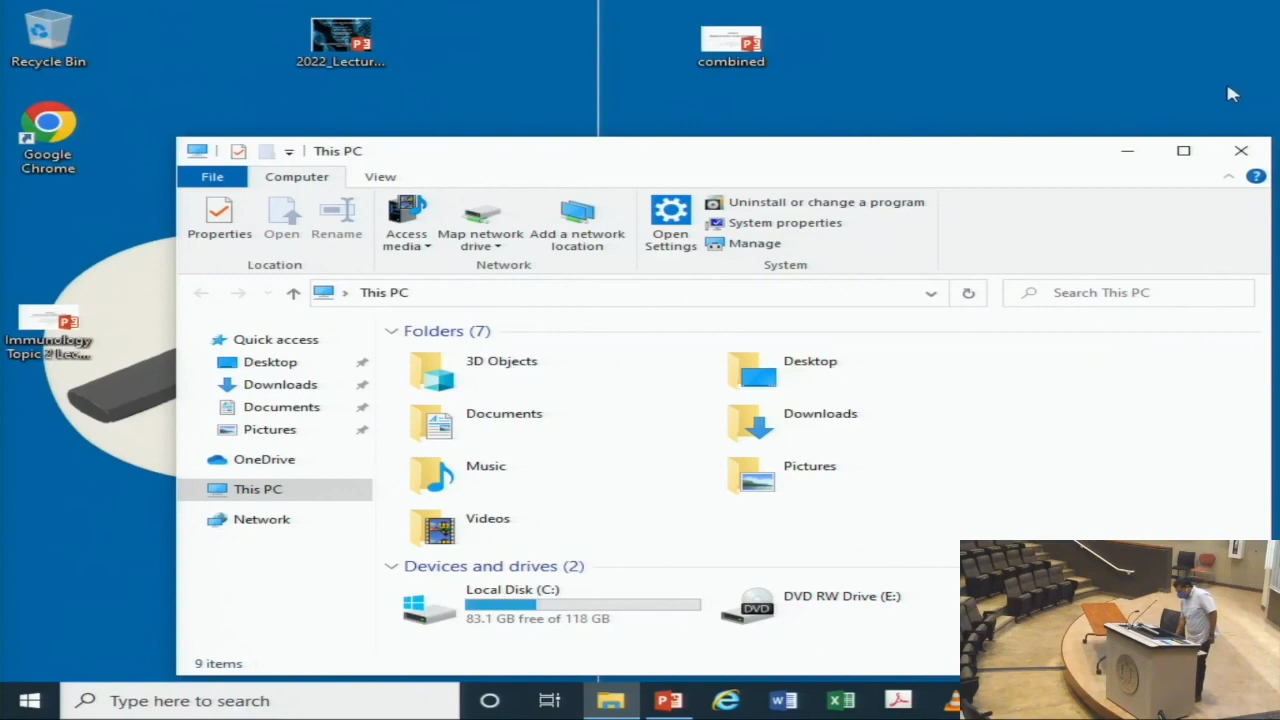 Recycle Bin
2022_Lectur...
combined
Google
Chrome
Immunology
Topic 2 Lec...
This PC
File
Computer
View
Properties
Open
Rename
Access
media
Map network
drive
Add a network
location
Open
Settings
Uninstall or change a program
System properties
Manage
Location
Network
System
This PC
Search This PC
Quick access
Desktop
Downloads
Documents
Pictures
OneDrive
This PC
Network
Folders (7)
3D Objects
Desktop
Documents
Downloads
Music
Pictures
Videos
Devices and drives (2)
Local Disk (C:)
83.1 GB free of 118 GB
DVD
DVD RW Drive (E:)
9 items
Type here to search